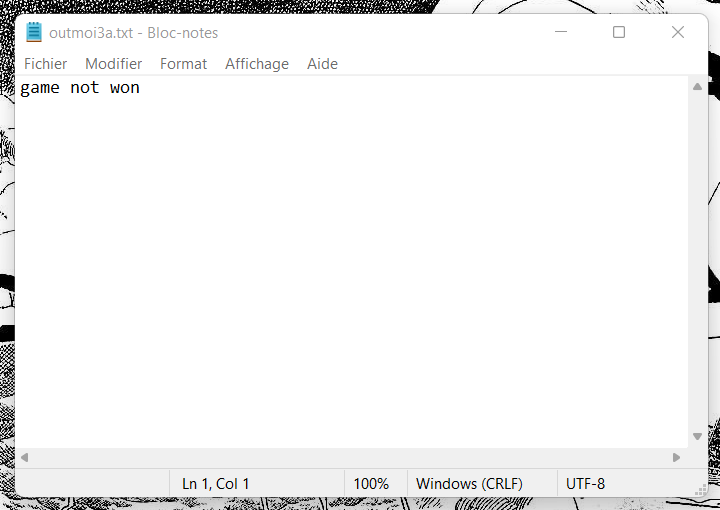 outmoi3a.txt - Bloc-notes
Fichier Modifier Format Affichage Aide
game not won
Ln 1, Col 1 100% Windows (CRLF) UTF-8